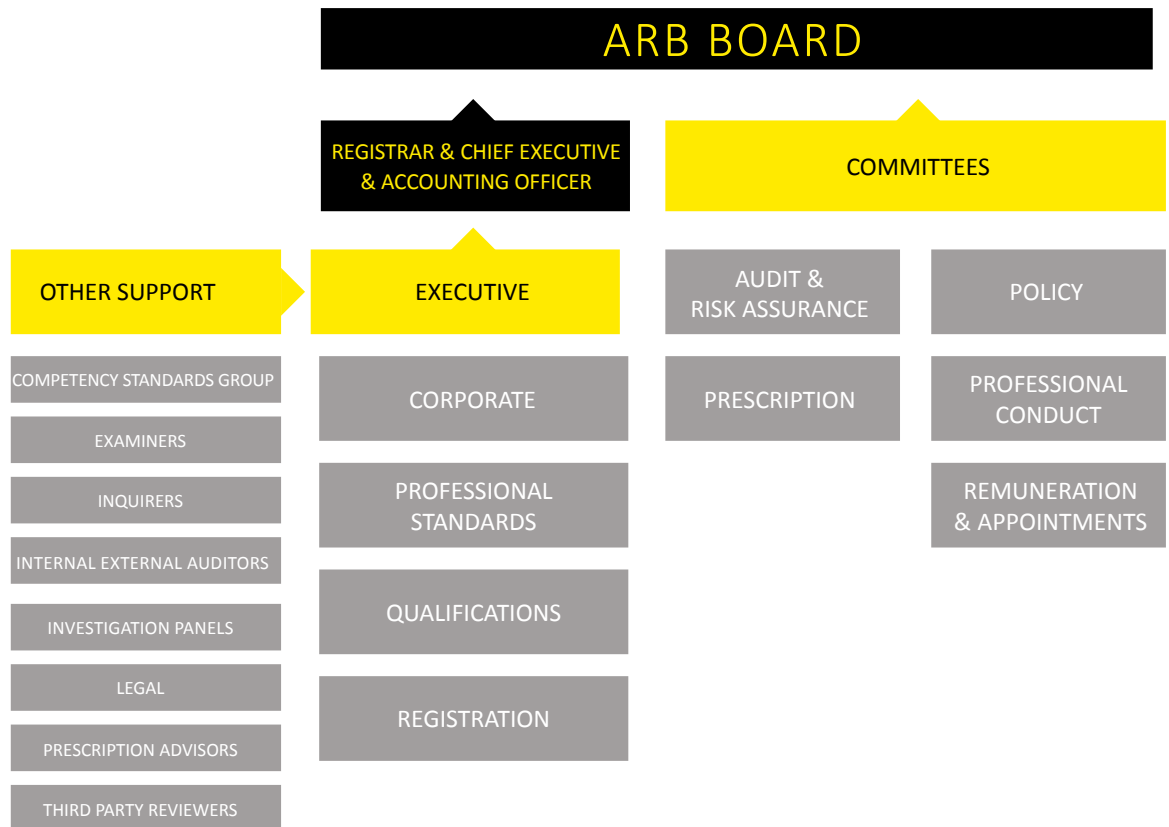 ARB BOARD
REGISTRAR & CHIEF EXECUTIVE
& ACCOUNTING OFFICER
COMMITTEES
OTHER SUPPORT
EXECUTIVE
AUDIT &
RISK ASSURANCE
POLICY
COMPETENCY STANDARDS GROUP
EXAMINERS
INQUIRERS
INTERNAL EXTERNAL AUDITORS
INVESTIGATION PANELS
LEGAL
PRESCRIPTION ADVISORS
THIRD PARTY REVIEWERS
CORPORATE
PROFESSIONAL
STANDARDS
QUALIFICATIONS
REGISTRATION
PRESCRIPTION
PROFESSIONAL
CONDUCT
REMUNERATION
& APPOINTMENTS